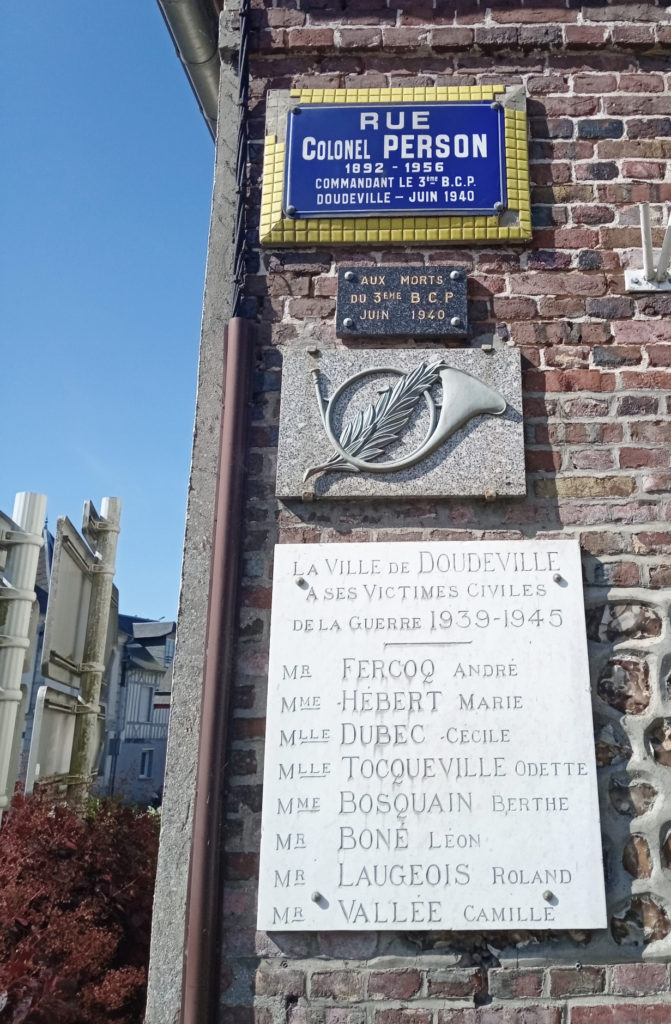 RUE
COLONEL PERSON
1892 - 1956
COMMANDANT LE 3ME B.C.P.
DOUDEVILLE - JUIN 1940
AUX MORTS
DU 3EME B C P
JUIN 1940
LA VILLE DE DOUDEVILLE
A SES VICTIMES CIVILES
DE LA GUERRE 1939-1945
MR FERCOQ ANDRÉ
MME HÉBERT MARIE
MLLE DUBEC CÉCILE
MLLE TOCQUEVILLE ODETTE
MME BOSQUAIN BERTHE
MR BONÉ LÉON
MR LAUGEOIS ROLAND
MR VALLÉE CAMILLE